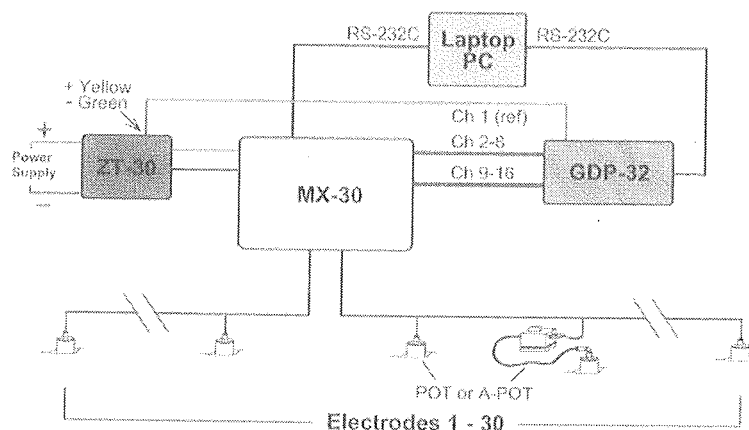 RS-232C
Laptop
PC
RS-232C
+ Yellow
- Green
Ch 1 (ref)
+
Power
Supply
-
ZT-30
Ch 2-8
Ch 9-16
MX-30
GDP-32
POT or A-POT
Electrodes 1 - 30